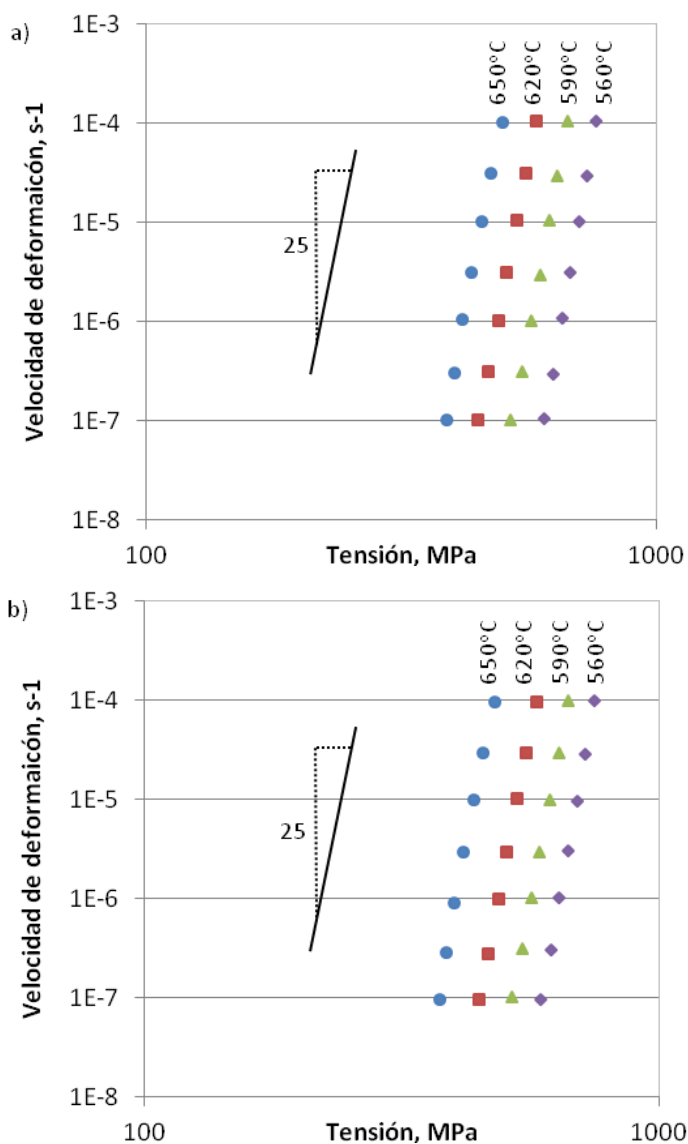 a)
1E-3
650°C
620°C
590°C
560°C
1E-4
1E-5
25
1E-6
1E-7
1E-8
Velocidad de deformaicón, s-1
100
Tensión, MPa
1000
b)
1E-3
650°C
620°C
590°C
560°C
1E-4
1E-5
25
1E-6
1E-7
1E-8
Velocidad de deformaicón, s-1
100
Tensión, MPa
1000